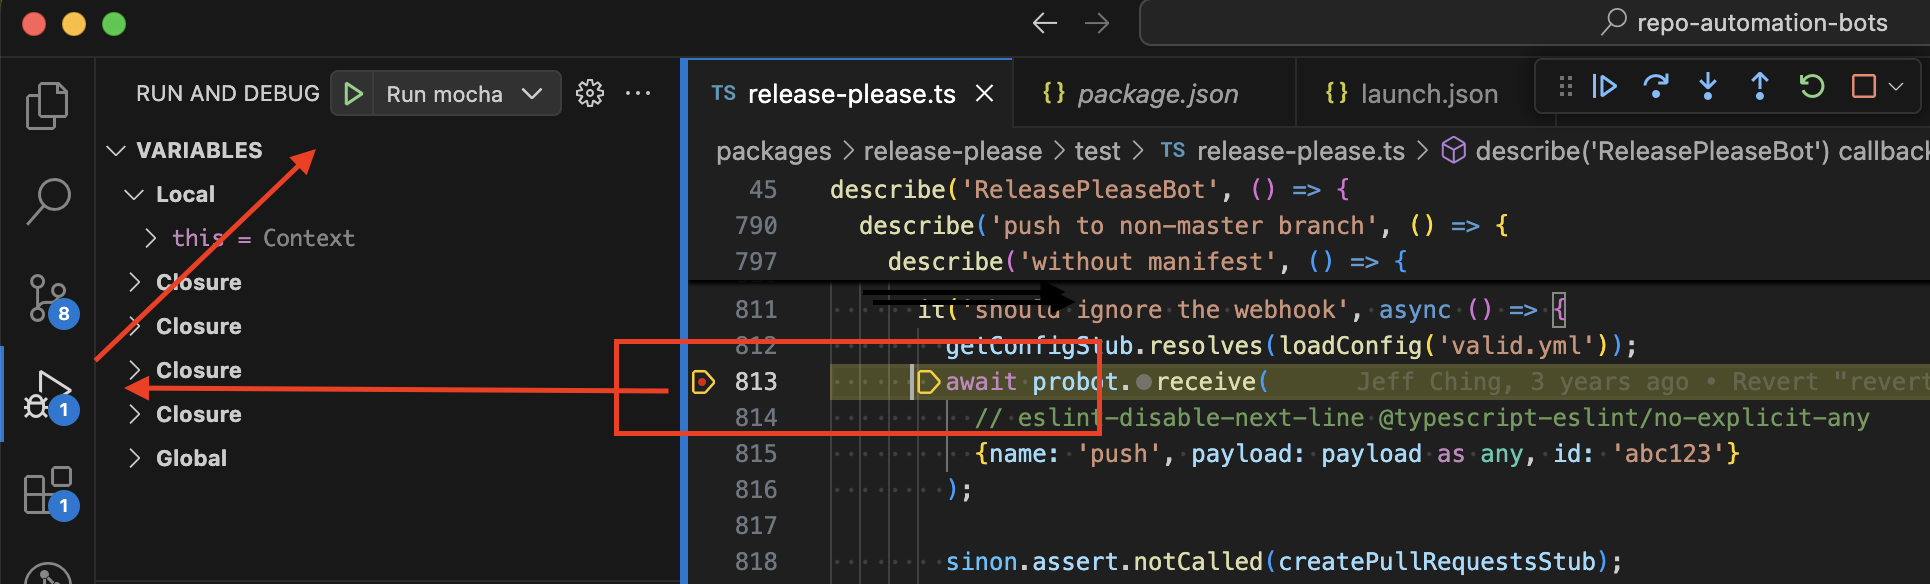 repo-automation-bots
RUN AND DEBUG Run mocha
TS release-please.ts {} package.json {} launch.json
VARIABLES
packages > release-please > test > TS release-please.ts > describe('ReleasePleaseBot') callback
Local
this = Context
Closure
Closure
Closure
Closure
Global
8
1
1
45 describe('ReleasePleaseBot', () => {
790 describe('push to non-master branch', () => {
797 describe('without manifest', () => {
811 it('should ignore the webhook', async () => {
812 getConfigStub.resolves(loadConfig('valid.yml'));
813 await probot.receive( Jeff Ching, 3 years ago • Revert "revert
814 // eslint-disable-next-line @typescript-eslint/no-explicit-any
815 {name: 'push', payload: payload as any, id: 'abc123'}
816 );
817
818 sinon.assert.notCalled(createPullRequestsStub);